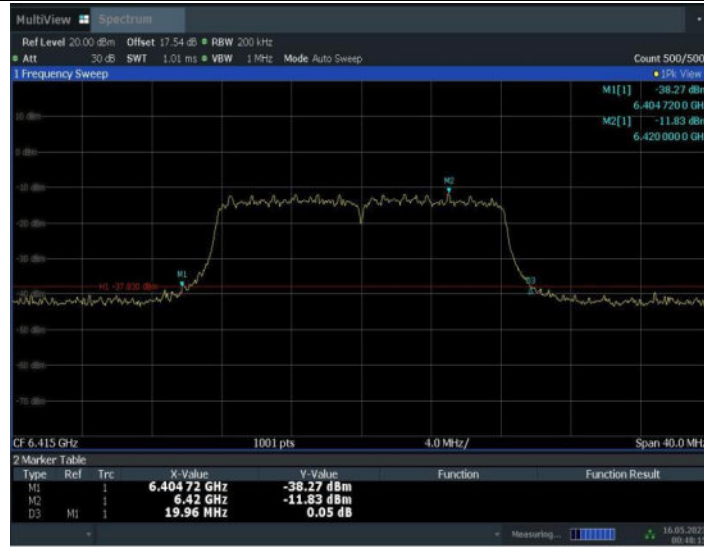 MultiView Spectrum
Ref Level 20.00 dBm Offset 17.54 dB RBW 200 kHz
Att 30 dB SWT 1.01 ms VBW 1 MHz Mode Auto Sweep Count 500/500
1 Frequency Sweep 1Pk View
M1[1] -38.27 dBm
6.404 720 0 GH
M2[1] -11.83 dBm
6.420 000 0 GH
10 dBm
0 dBm
-10 dBm
M2
-20 dBm
-30 dBm
M1
H1 -37.830 dBm
D3
-40 dBm
-50 dBm
-60 dBm
-70 dBm
CF 6.415 GHz 1001 pts 4.0 MHz/ Span 40.0 MHz
2 Marker Table
Type Ref Trc X-Value Y-Value Function Function Result
M1 1 6.404 72 GHz -38.27 dBm
M2 1 6.42 GHz -11.83 dBm
D3 M1 1 19.96 MHz 0.05 dB
Measuring...